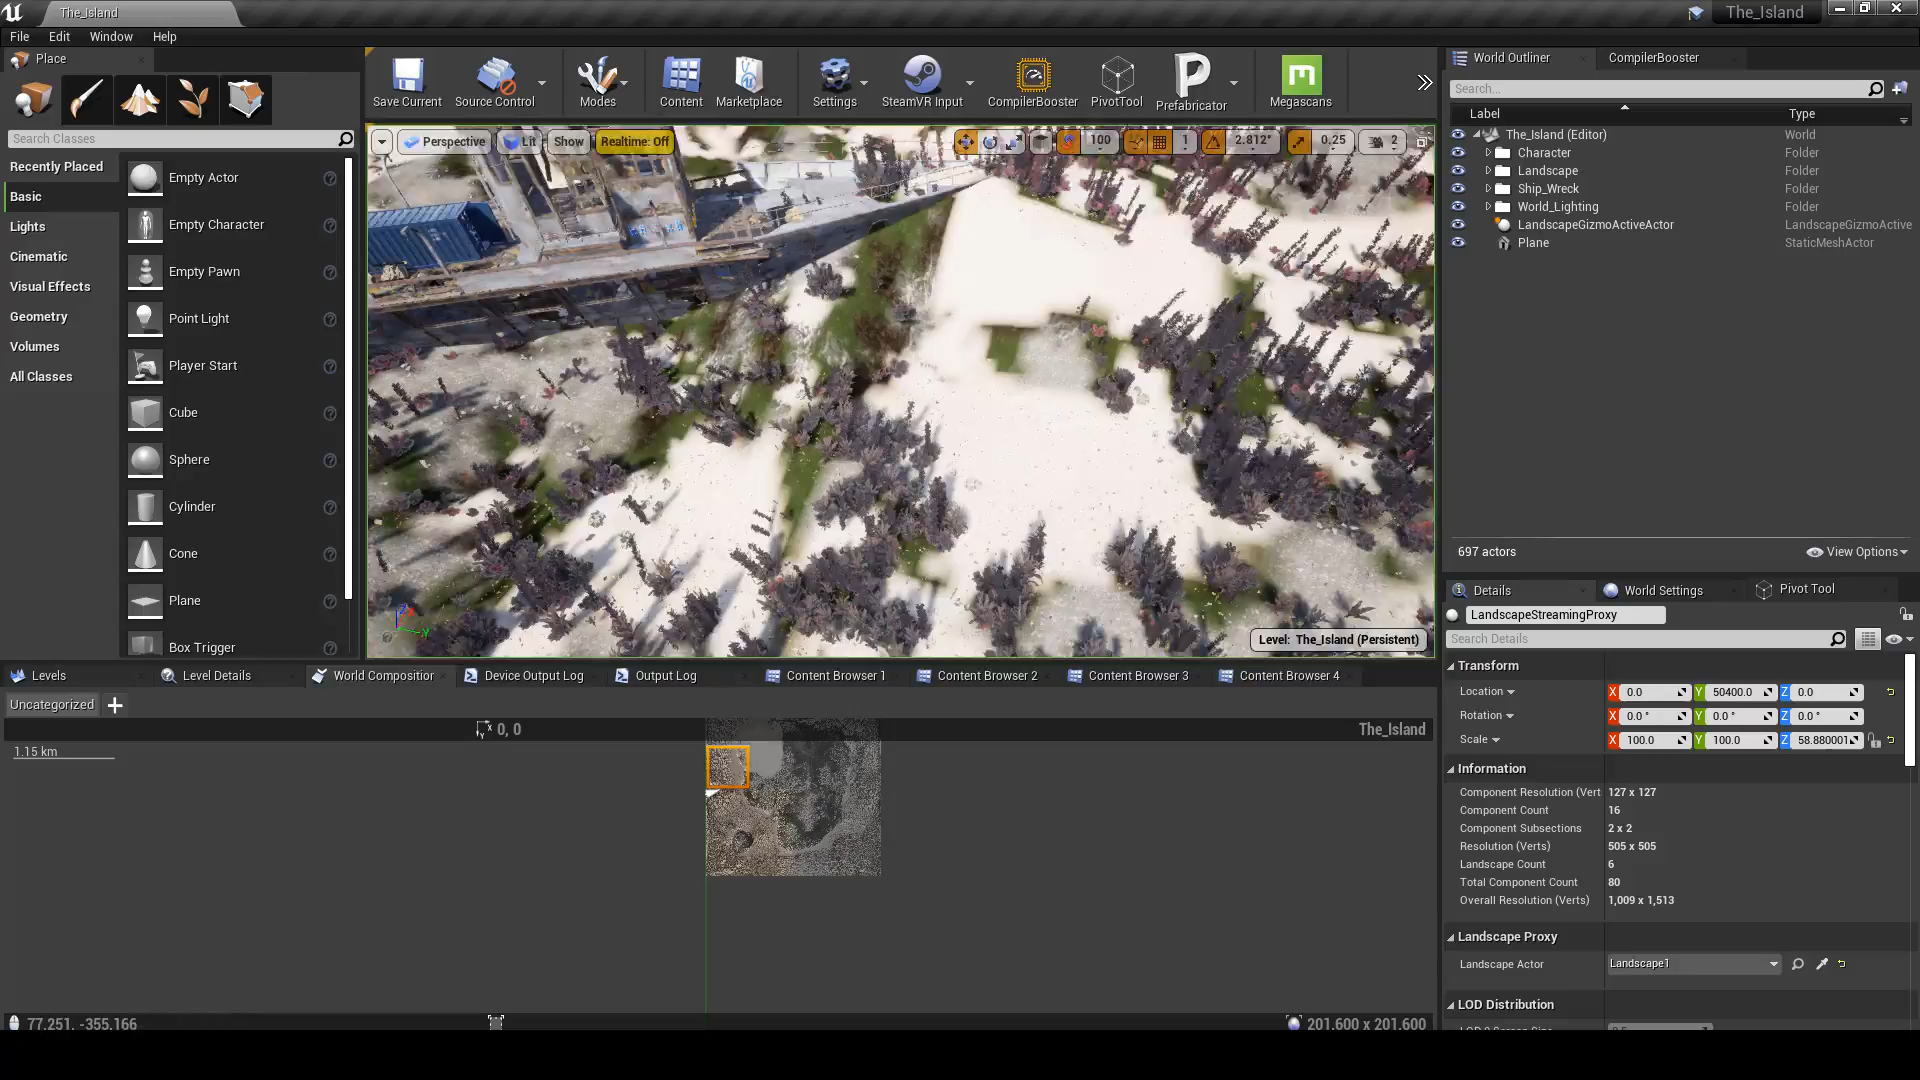 The_Island
The_Island
File Edit Window Help
Place
Search Classes
Recently Placed
Basic
Lights
Cinematic
Visual Effects
Geometry
Volumes
All Classes
Empty Actor
Empty Character
Empty Pawn
Point Light
Player Start
Cube
Sphere
Cylinder
Cone
Plane
Box Trigger
Save Current
Source Control
Modes
Content
Marketplace
Settings
SteamVR Input
CompilerBooster
PivotTool
Prefabricator
Megascans
Perspective
Lit
Show
Realtime: Off
100
1
2.812°
0.25
2
Level: The_Island (Persistent)
World Outliner
CompilerBooster
Search...
Label Type
The_Island (Editor) World
Character Folder
Landscape Folder
Ship_Wreck Folder
World_Lighting Folder
LandscapeGizmoActiveActor LandscapeGizmoActive
Plane StaticMeshActor
697 actors
View Options
Details
World Settings
Pivot Tool
LandscapeStreamingProxy
Search Details
Transform
Location X 0.0 Y 50400.0 Z 0.0
Rotation X 0.0 ° Y 0.0 ° Z 0.0 °
Scale X 100.0 Y 100.0 Z 58.880001
Information
Component Resolution (Vert 127 x 127
Component Count 16
Component Subsections 2 x 2
Resolution (Verts) 505 x 505
Landscape Count 6
Total Component Count 80
Overall Resolution (Verts) 1,009 x 1,513
Landscape Proxy
Landscape Actor Landscape1
LOD Distribution
Levels
Level Details
World Compositior
Device Output Log
Output Log
Content Browser 1
Content Browser 2
Content Browser 3
Content Browser 4
Uncategorized
0, 0
The_Island
1.15 km
77.251, -355.166
201.600 x 201.600